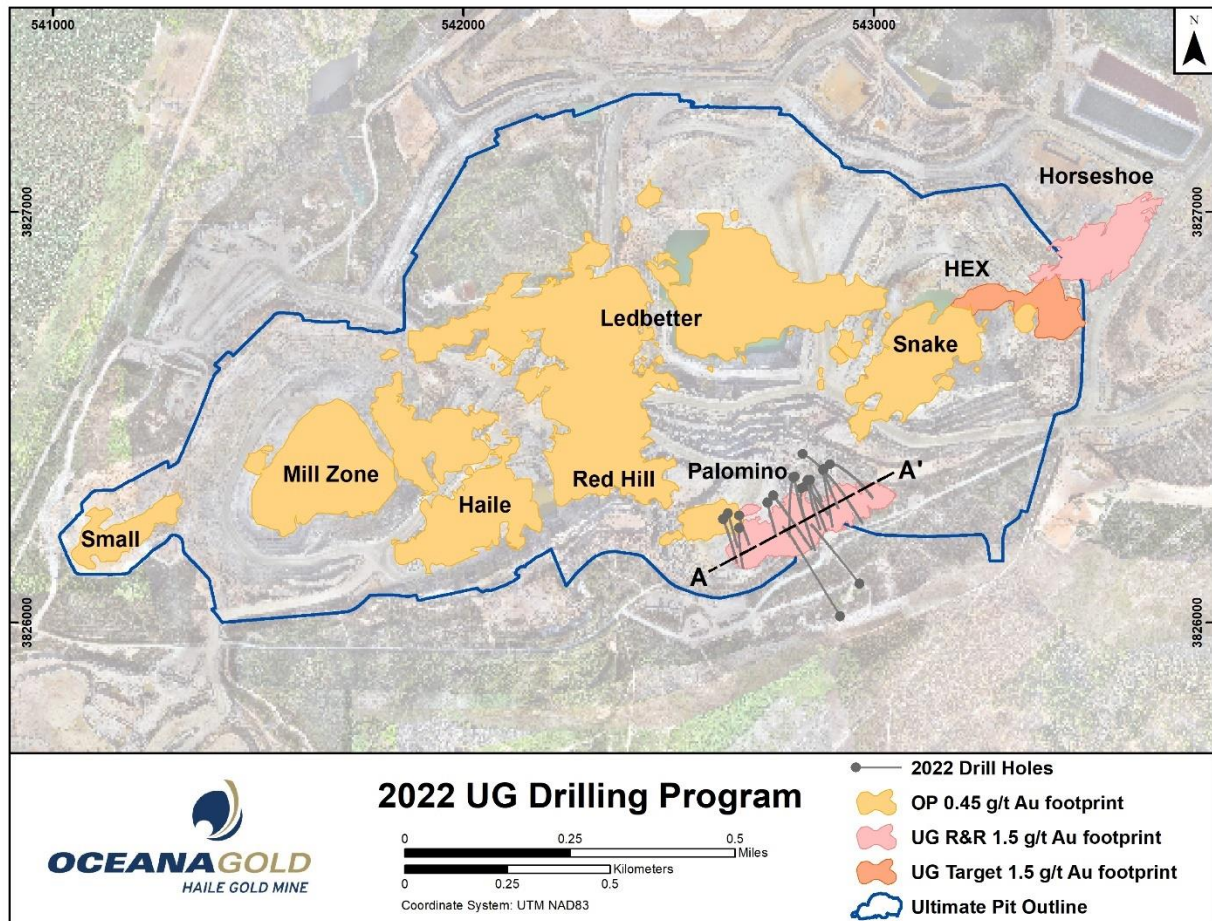 541000
542000
543000
N
3827000
3827000
Horseshoe
HEX
Ledbetter
Snake
Mill Zone
Haile
Red Hill
Palomino
A'
Small
A
3826000
3826000
OCEANAGOLD
HAILE GOLD MINE
2022 UG Drilling Program
0
0.25
0.5
Miles
Kilometers
0
0.25
0.5
Coordinate System: UTM NAD83
2022 Drill Holes
OP 0.45 g/t Au footprint
UG R&R 1.5 g/t Au footprint
UG Target 1.5 g/t Au footprint
Ultimate Pit Outline